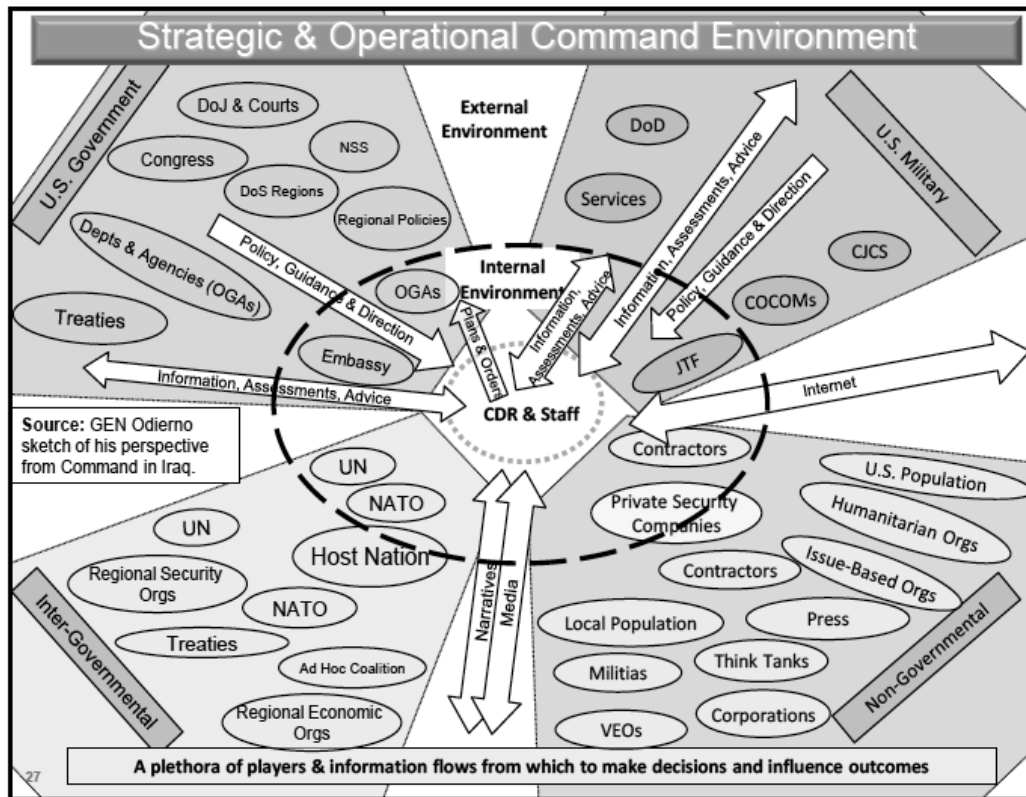 Strategic & Operational Command Environment
U.S. Government
DoJ & Courts
Congress
NSS
DoS Regions
Regional Policies
Depts & Agencies (OGAs)
Treaties
OGAs
Embassy
Policy, Guidance & Direction
Information, Assessments, Advice
External
Environment
Internal
Environment
Plans & Orders
Information,
Assessments, Advice
CDR & Staff
U.S. Military
DoD
Services
CJCS
COCOMs
JTF
Information, Assessments, Advice
Policy, Guidance & Direction
Internet
Source: GEN Odierno
sketch of his perspective
from Command in Iraq.
Inter-Governmental
UN
NATO
Host Nation
UN
Regional Security
Orgs
NATO
Treaties
Ad Hoc Coalition
Regional Economic
Orgs
Narratives
Media
Non-Governmental
Contractors
Private Security
Companies
U.S. Population
Humanitarian Orgs
Issue-Based Orgs
Contractors
Press
Local Population
Think Tanks
Militias
Corporations
VEOs
A plethora of players & information flows from which to make decisions and influence outcomes
27